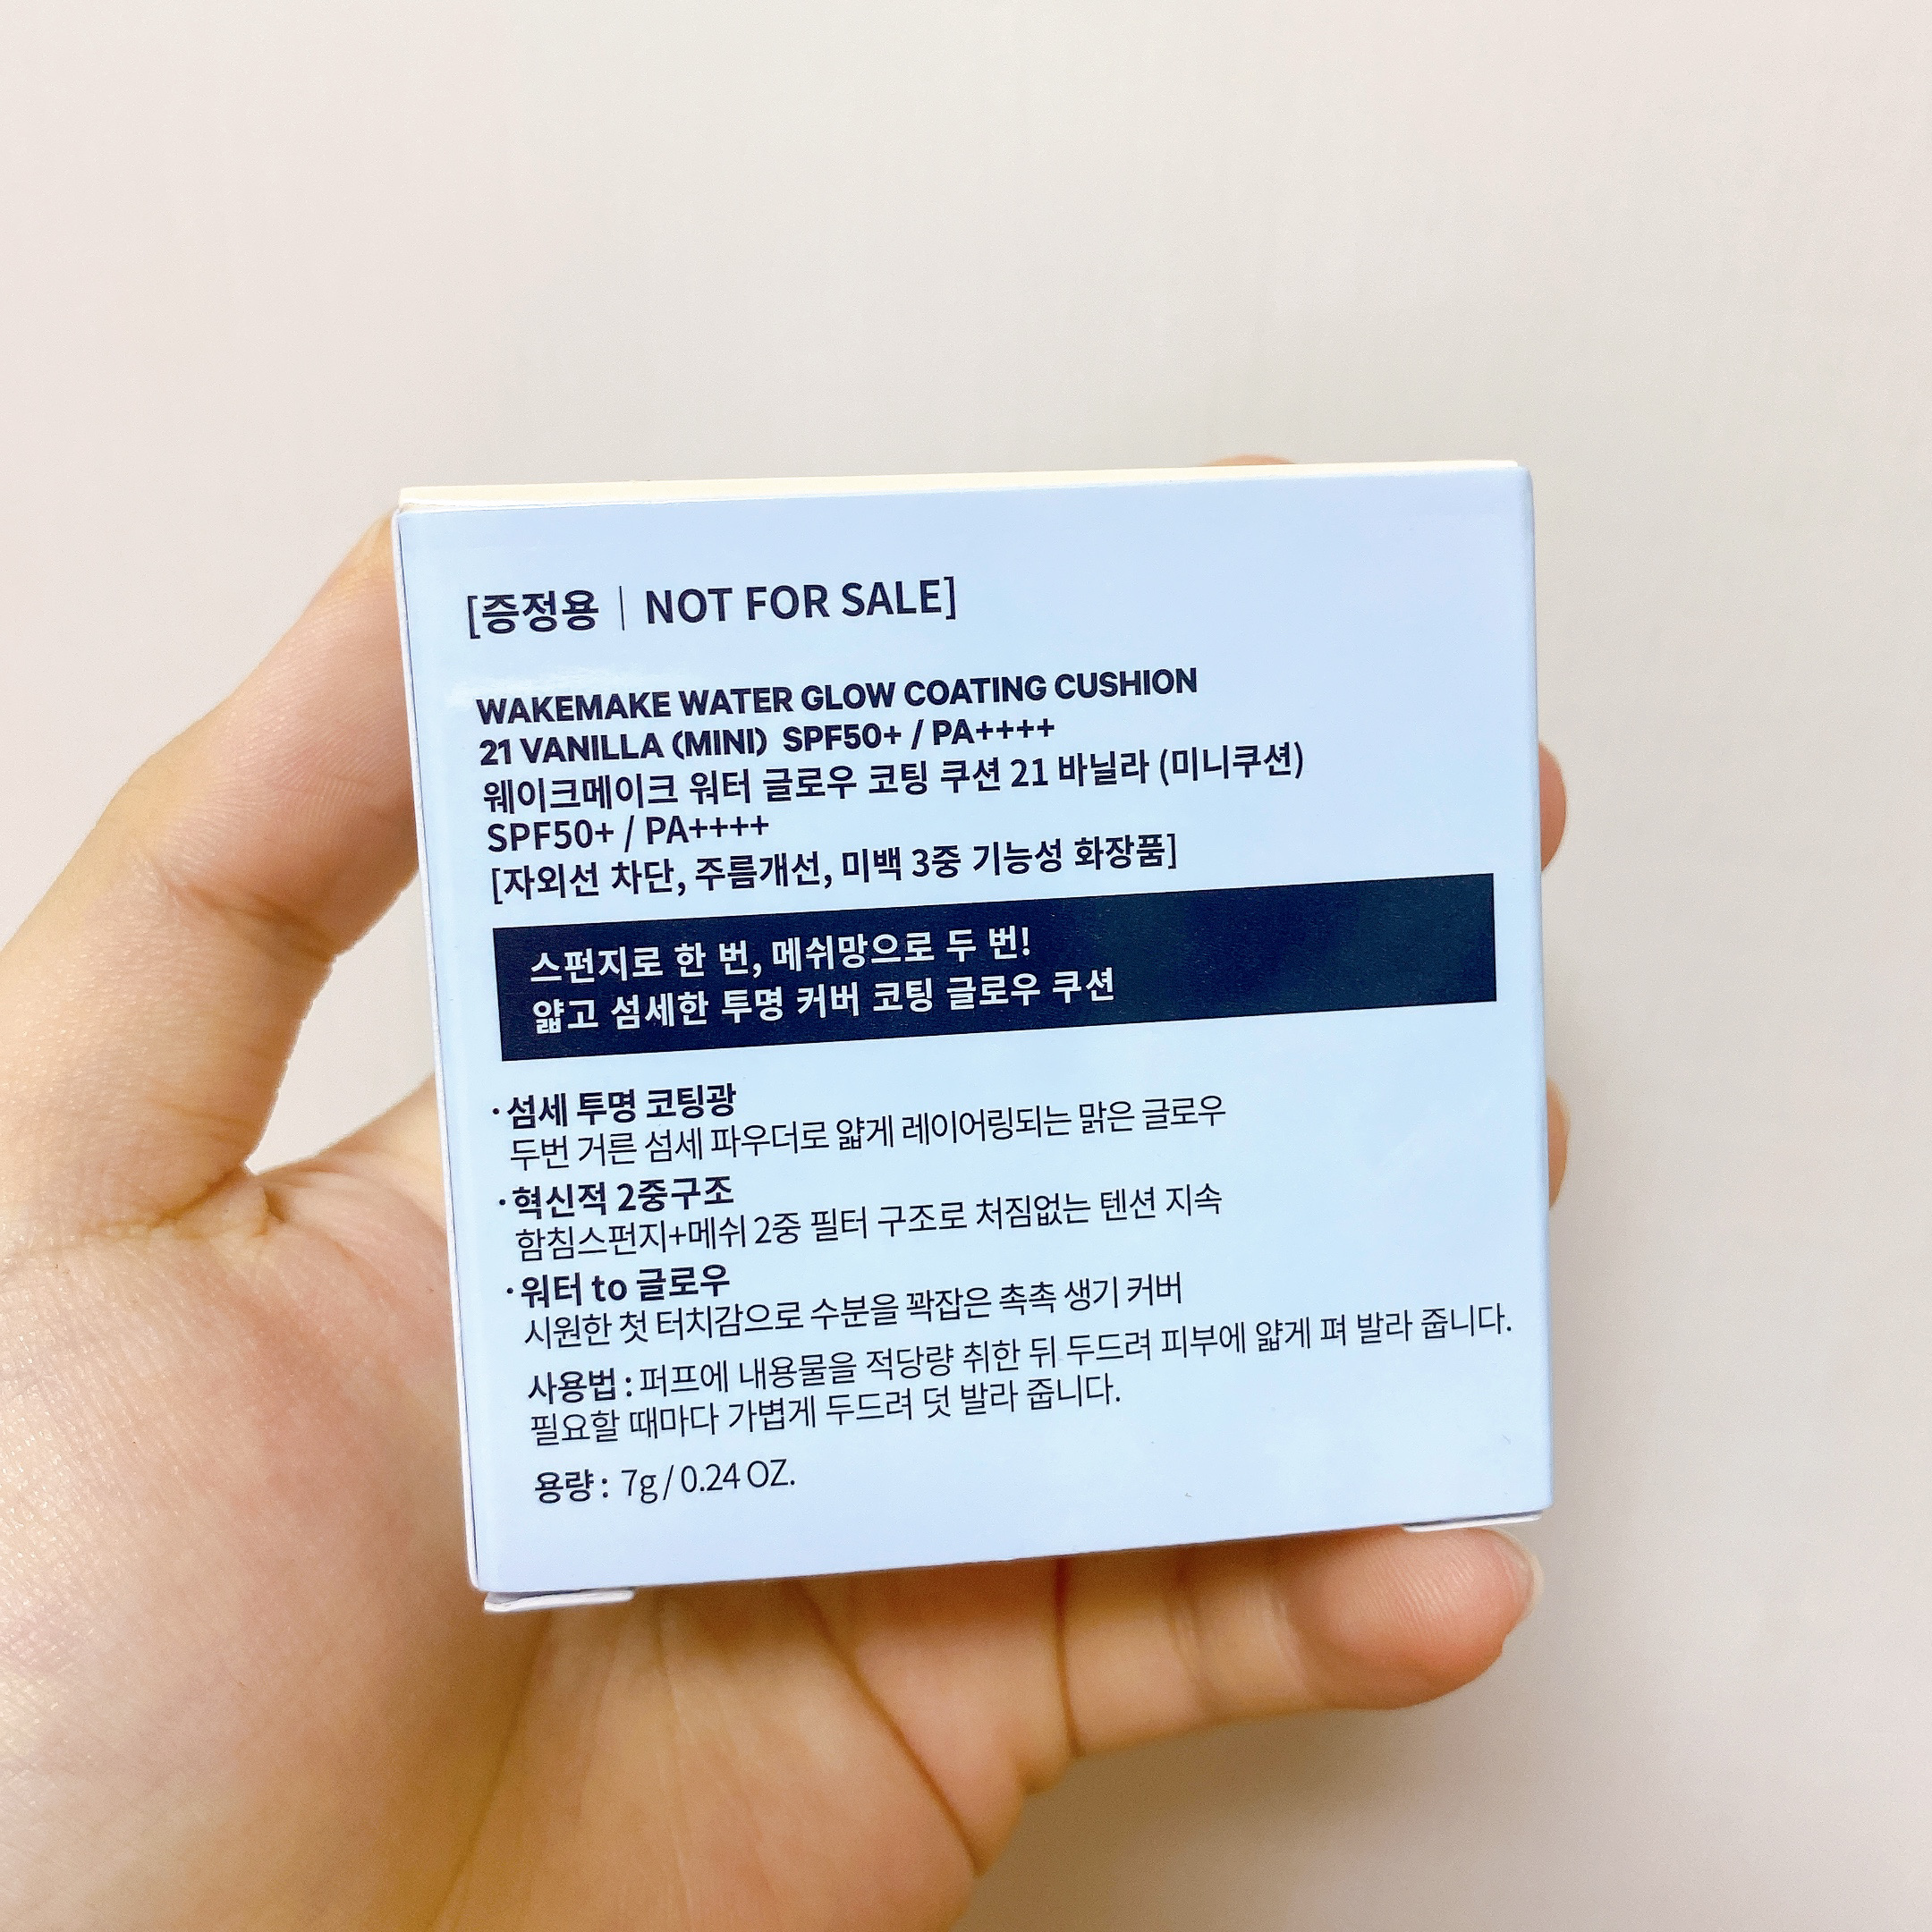 [증정용 | NOT FOR SALE]
WAKEMAKE WATER GLOW COATING CUSHION
21 VANILLA (MINI) SPF50+ / PA++++
웨이크메이크 워터 글로우 코팅 쿠션 21 바닐라 (미니쿠션)
SPF50+ / PA++++
[자외선 차단, 주름개선, 미백 3중 기능성 화장품]
스펀지로 한 번, 메쉬망으로 두 번!
얇고 섬세한 투명 커버 코팅 글로우 쿠션
·섬세 투명 코팅광
두번 거른 섬세 파우더로 얇게 레이어링되는 맑은 글로우
·혁신적 2중구조
함침스펀지+메쉬 2중 필터 구조로 처짐없는 텐션 지속
·워터 to 글로우
시원한 첫 터치감으로 수분을 꽉잡은 촉촉 생기 커버
사용법 : 퍼프에 내용물을 적당량 취한 뒤 두드려 피부에 얇게 펴 발라 줍니다.
필요할 때마다 가볍게 두드려 덧 발라 줍니다.
용량 : 7g / 0.24 OZ.